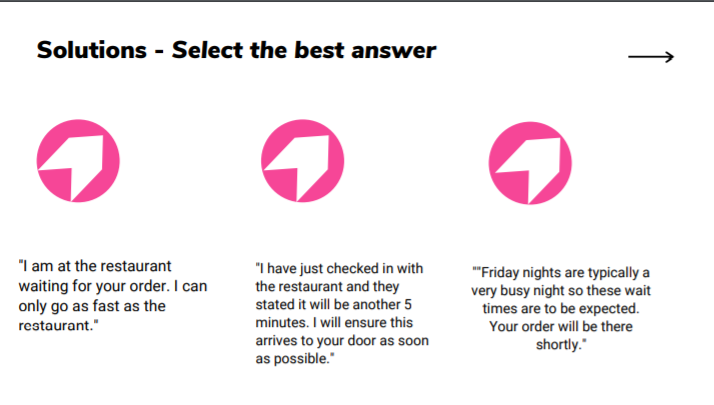 Solutions - Select the best answer
"I am at the restaurant
waiting for your order. I can
only go as fast as the
restaurant."
"I have just checked in with
the restaurant and they
stated it will be another 5
minutes. I will ensure this
arrives to your door as soon
as possible."
""Friday nights are typically a
very busy night so these wait
times are to be expected.
Your order will be there
shortly."